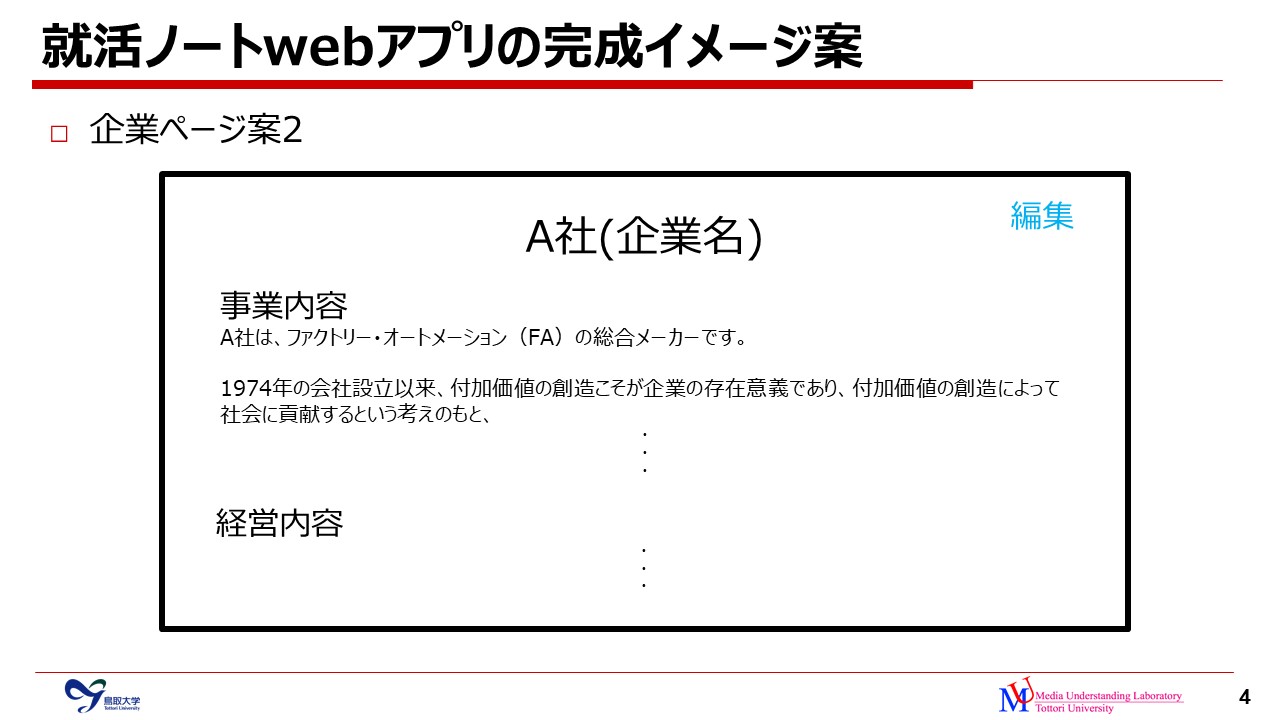 就活ノートwebアプリの完成イメージ案
□ 企業ページ案2
編集
A社(企業名)
事業内容
A社は、ファクトリー・オートメーション（FA）の総合メーカーです。
1974年の会社設立以来、付加価値の創造こそが企業の存在意義であり、付加価値の創造によって
社会に貢献するという考えのもと、
・
・
・
経営内容
・
・
・
鳥取大学
Tottori University
MU Media Understanding Laboratory
Tottori University
4